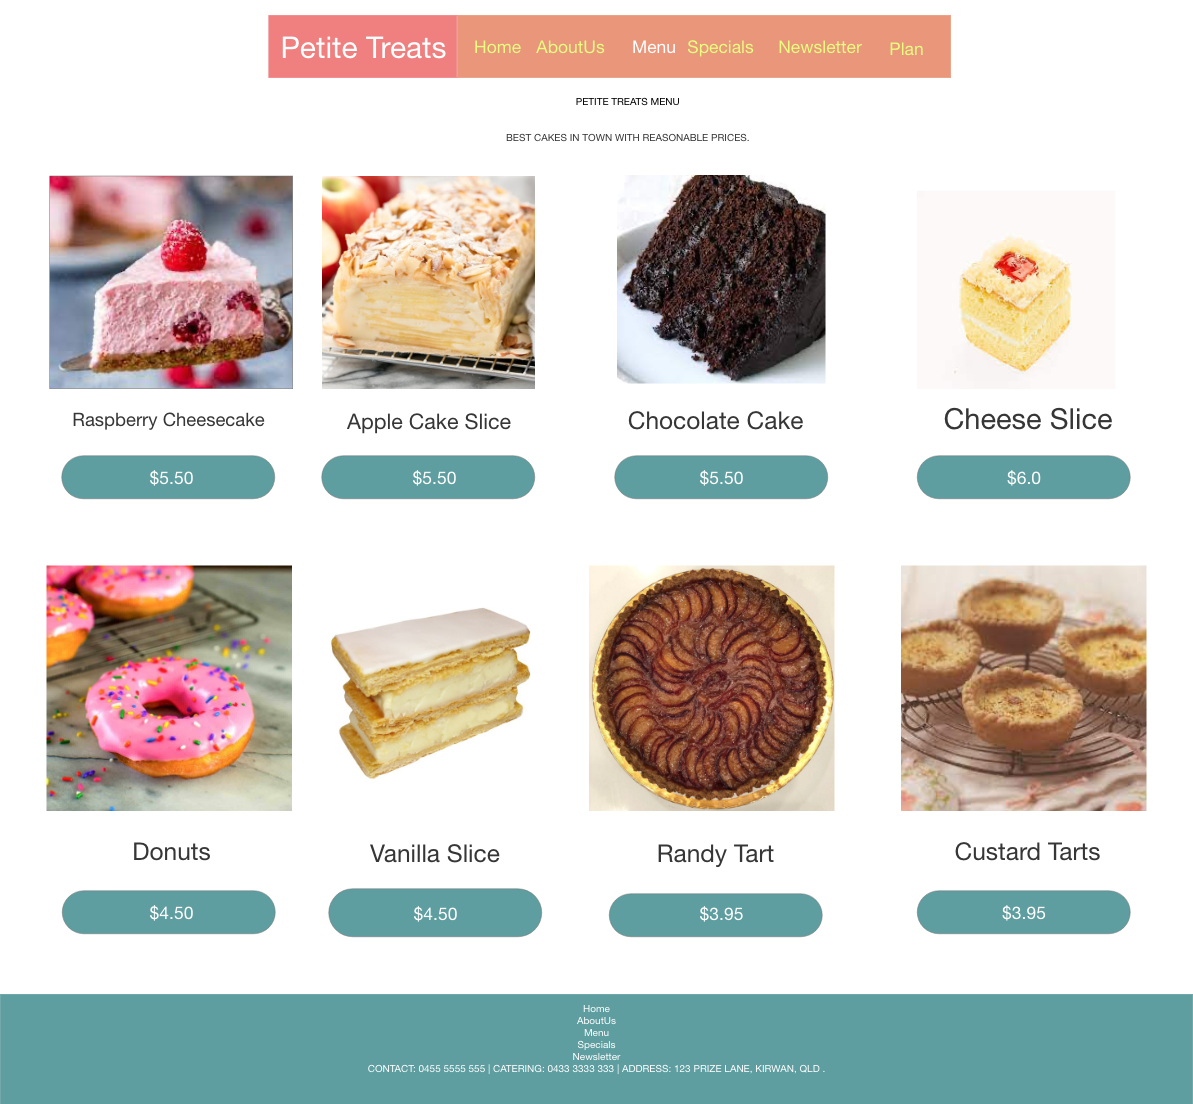 Petite Treats Home AboutUs Menu Specials Newsletter Plan
PETITE TREATS MENU
BEST CAKES IN TOWN WITH REASONABLE PRICES.
Raspberry Cheesecake
Apple Cake Slice
Chocolate Cake
Cheese Slice
$5.50
$5.50
$5.50
$6.0
Donuts
Vanilla Slice
Randy Tart
Custard Tarts
$4.50
$4.50
$3.95
$3.95
Home
AboutUs
Menu
Specials
Newsletter
CONTACT: 0455 5555 555 | CATERING: 0433 3333 333 | ADDRESS: 123 PRIZE LANE, KIRWAN, QLD .